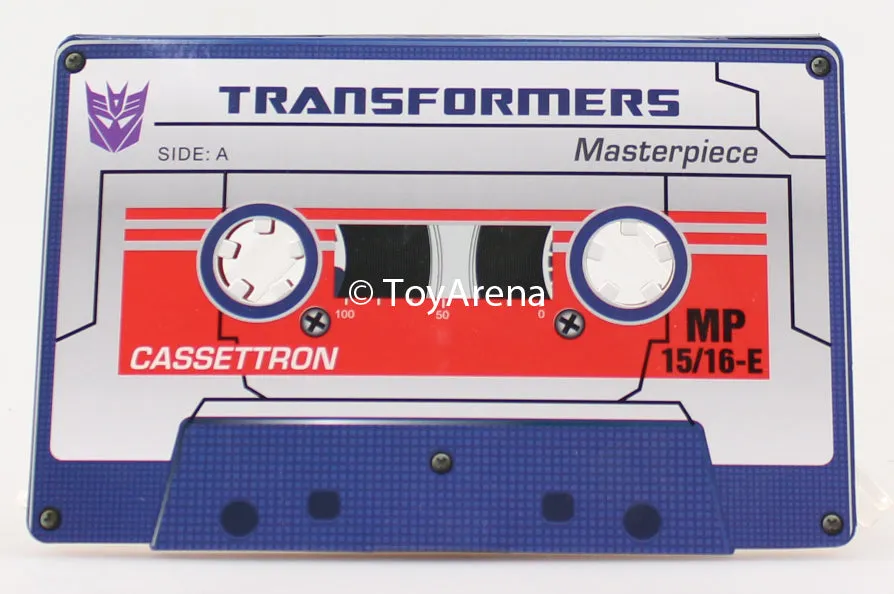 TRANSFORMERS
SIDE: A
Masterpiece
© ToyArena
100 50 0
CASSETTRON
MP
15/16-E